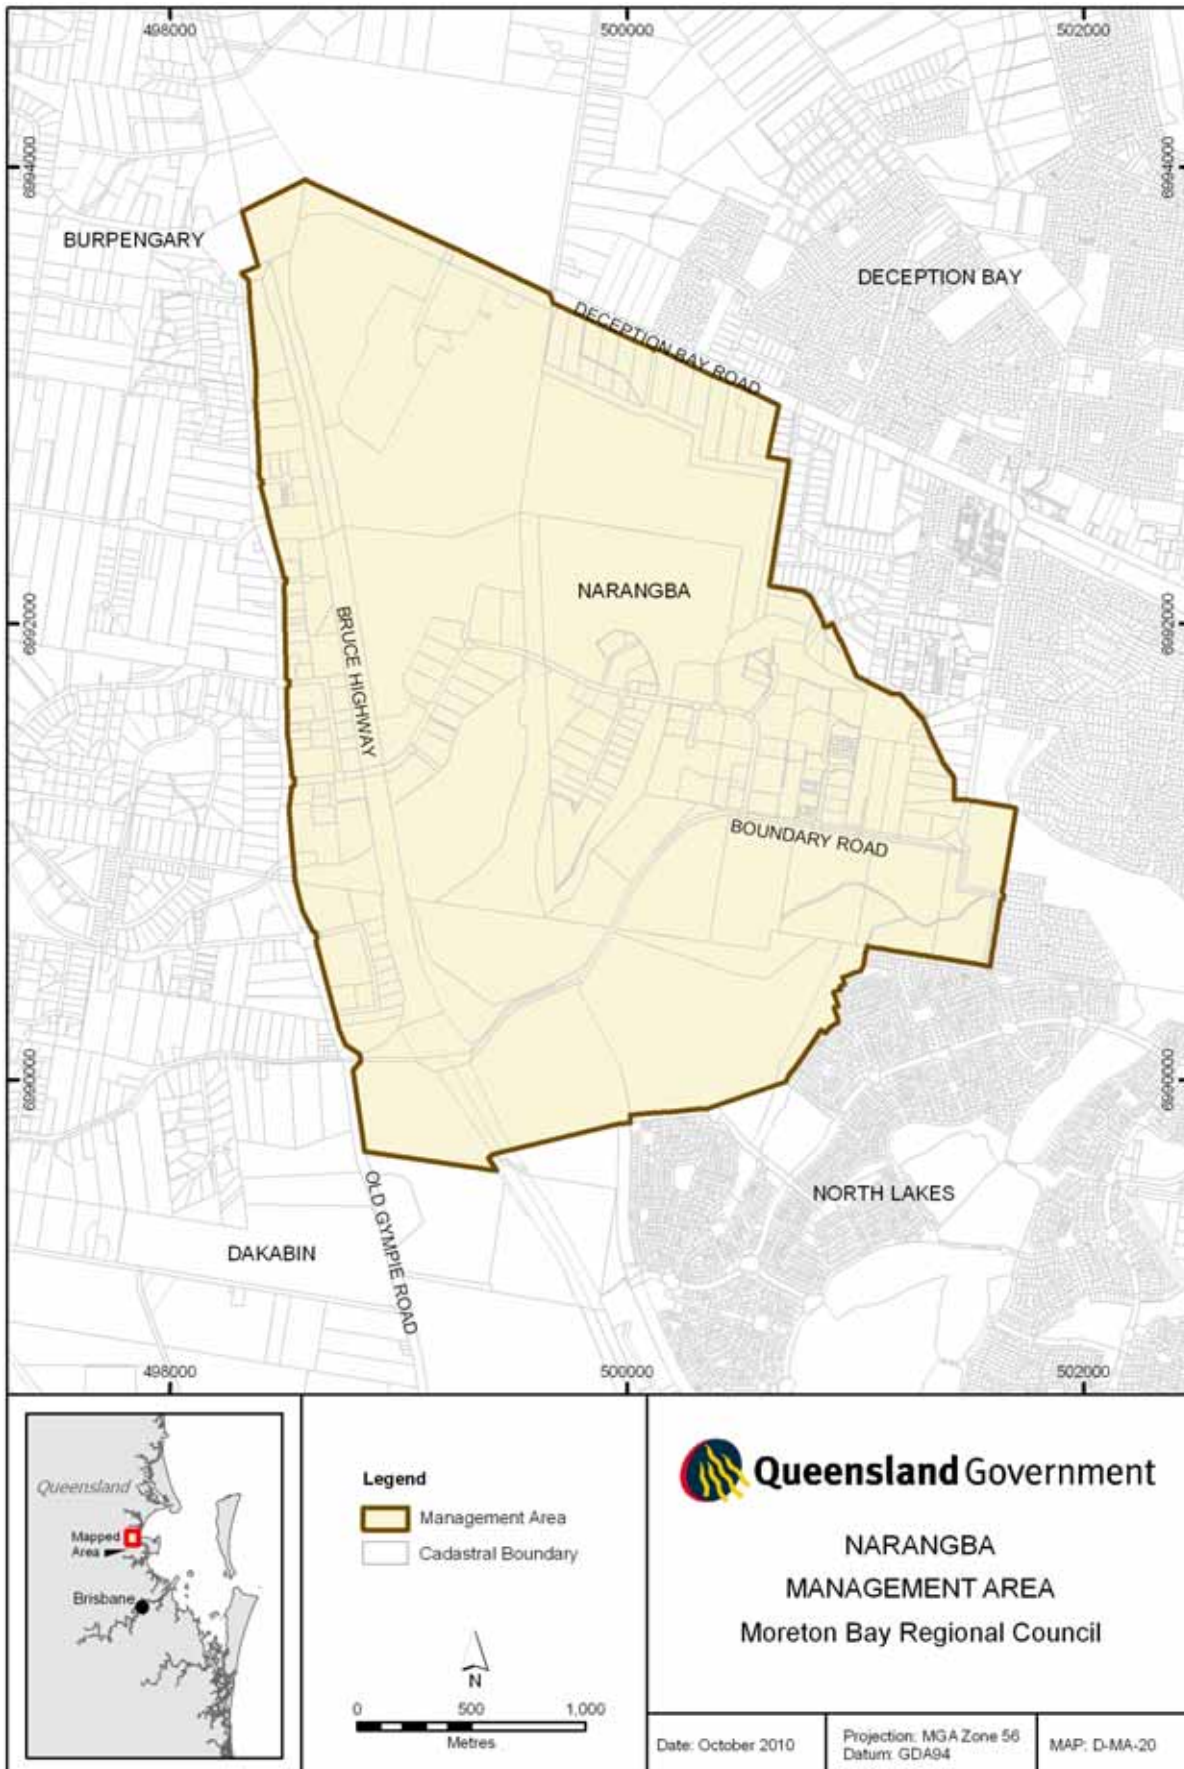 498000
500000
502000
6994000
6994000
BURPENGARY
DECEPTION BAY
DECEPTION BAY ROAD
NARANGBA
6992000
6992000
BRUCE HIGHWAY
BOUNDARY ROAD
6990000
6990000
NORTH LAKES
OLD GYMPIE ROAD
DAKABIN
498000
500000
502000
Queensland
Mapped
Area
Brisbane
Legend
Management Area
Cadastral Boundary
N
0 500 1,000
Metres
Queensland Government
NARANGBA
MANAGEMENT AREA
Moreton Bay Regional Council
Date: October 2010
Projection: MGA Zone 56
Datum: GDA94
MAP: D-MA-20